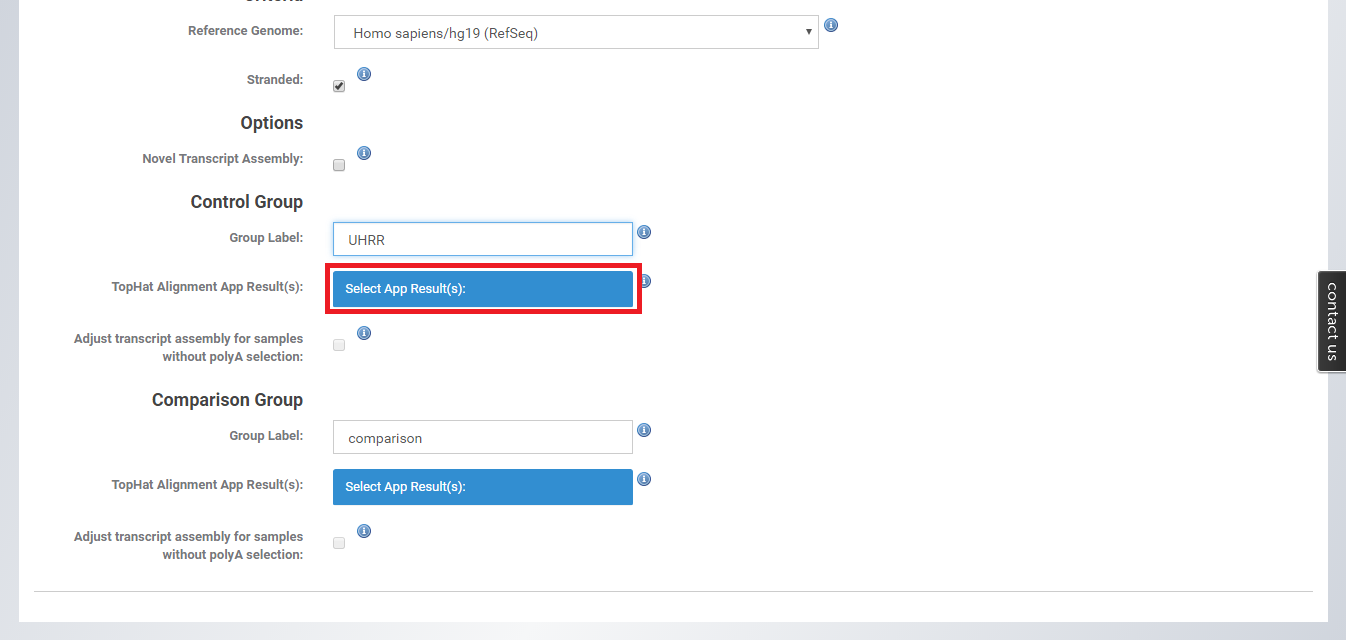 Criteria
Reference Genome:
Homo sapiens/hg19 (RefSeq)
Stranded:
Options
Novel Transcript Assembly:
Control Group
Group Label:
UHRR
TopHat Alignment App Result(s):
Select App Result(s):
Adjust transcript assembly for samples
without polyA selection:
Comparison Group
Group Label:
comparison
TopHat Alignment App Result(s):
Select App Result(s):
Adjust transcript assembly for samples
without polyA selection:
contact us